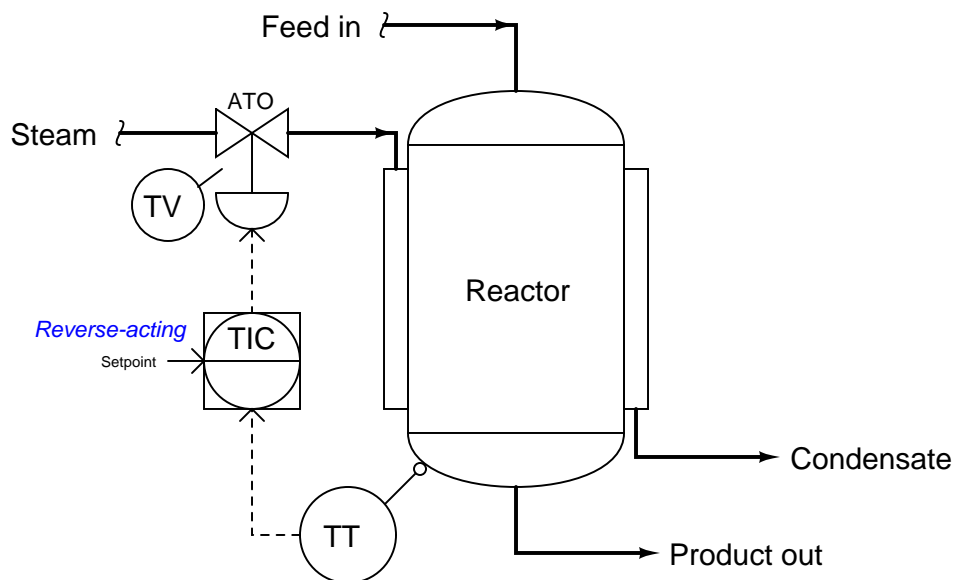 Feed in
ATO
Steam
TV
Reactor
Reverse-acting
TIC
Setpoint
Condensate
TT
Product out